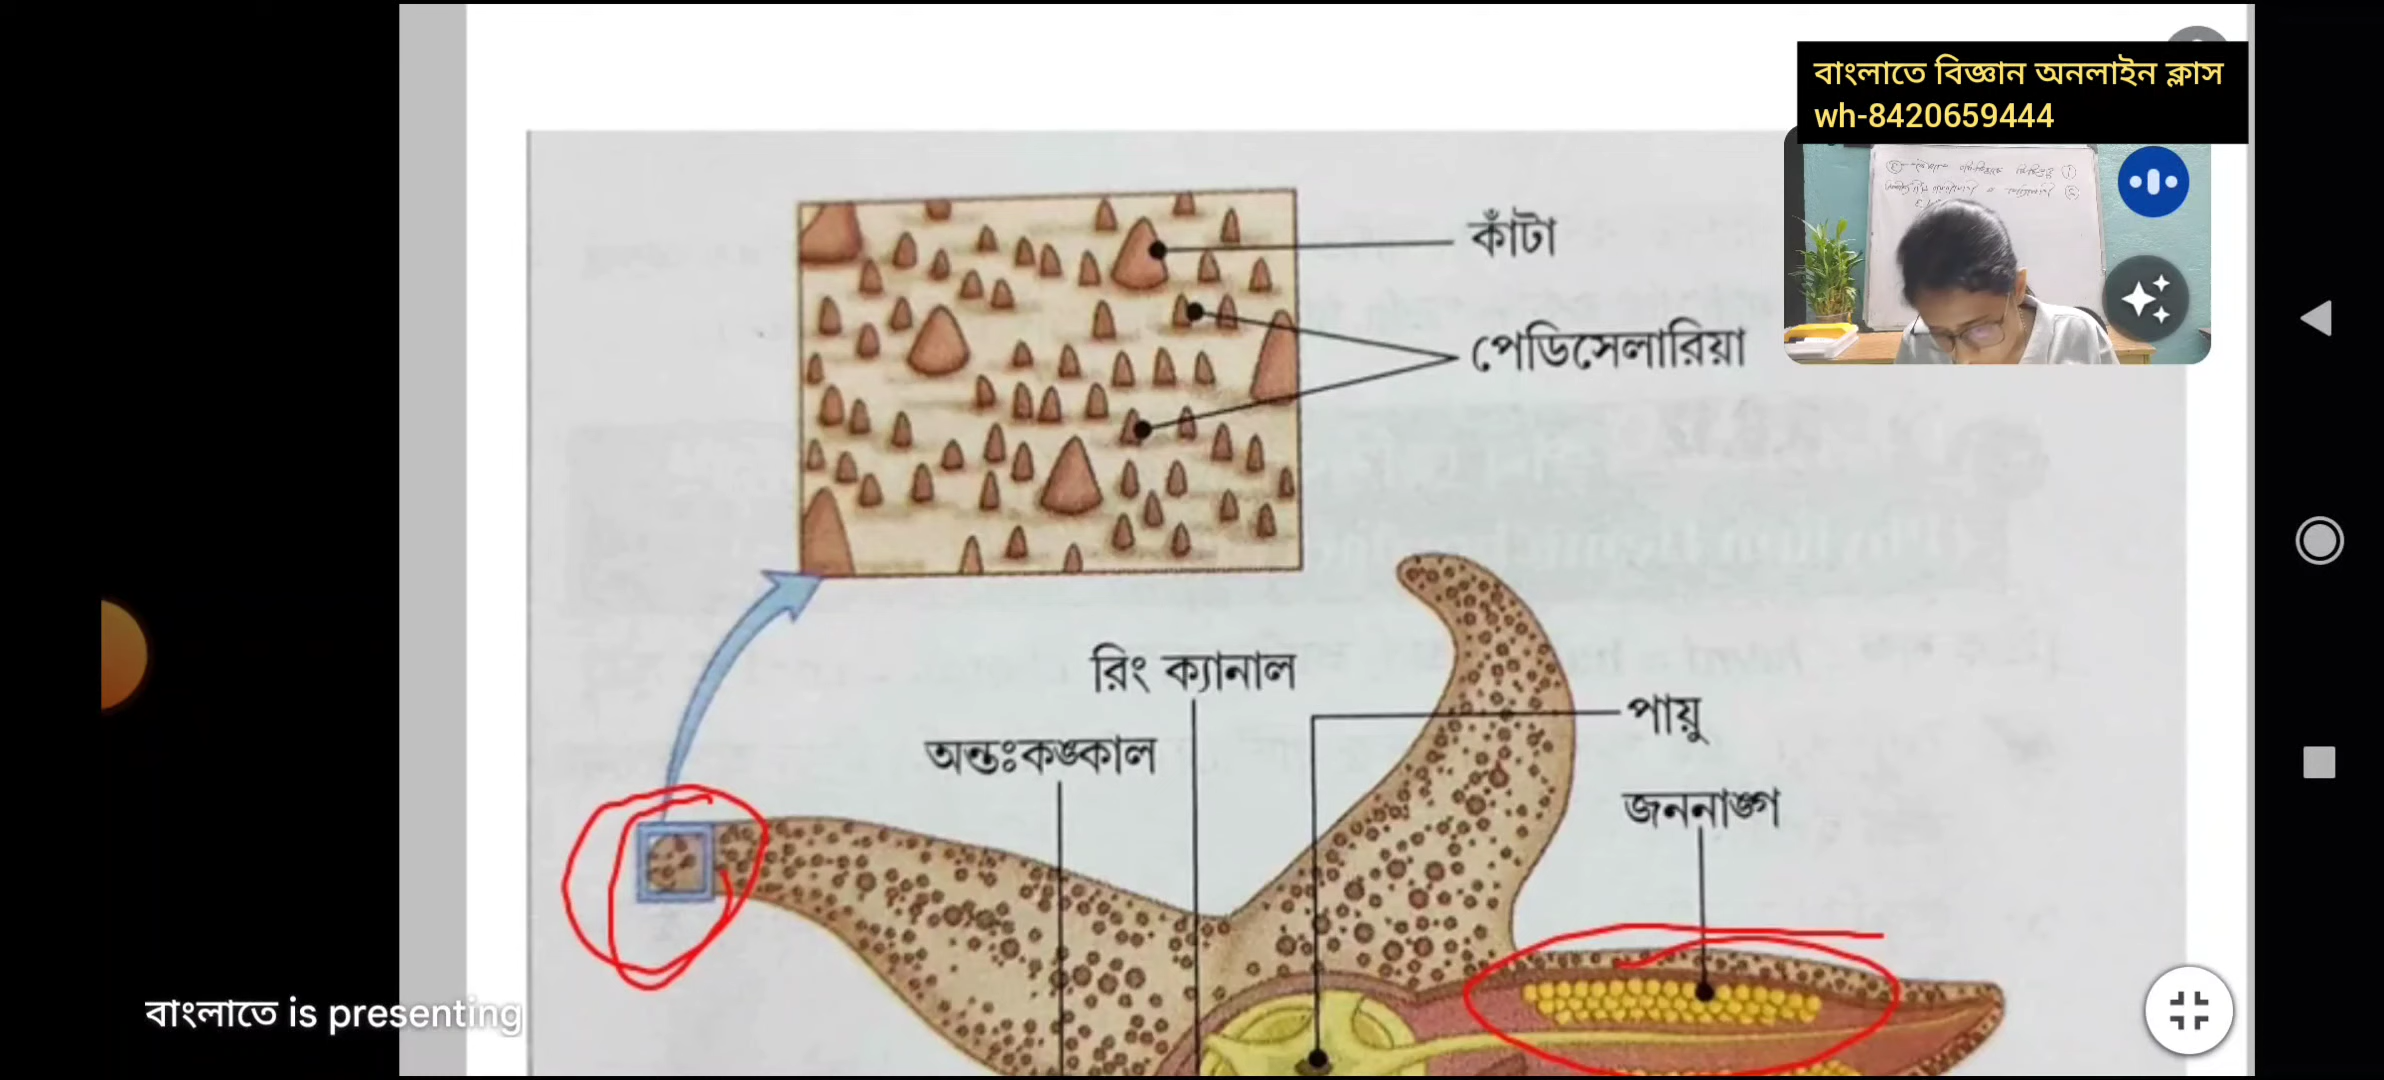 বাংলাতে বিজ্ঞান অনলাইন ক্লাস
wh-8420659444
কাঁটা
পেডিসেলারিয়া
রিং ক্যানাল
পায়ু
অন্তঃকঙ্কাল
জননাঙ্গ
বাংলাতে is presenting